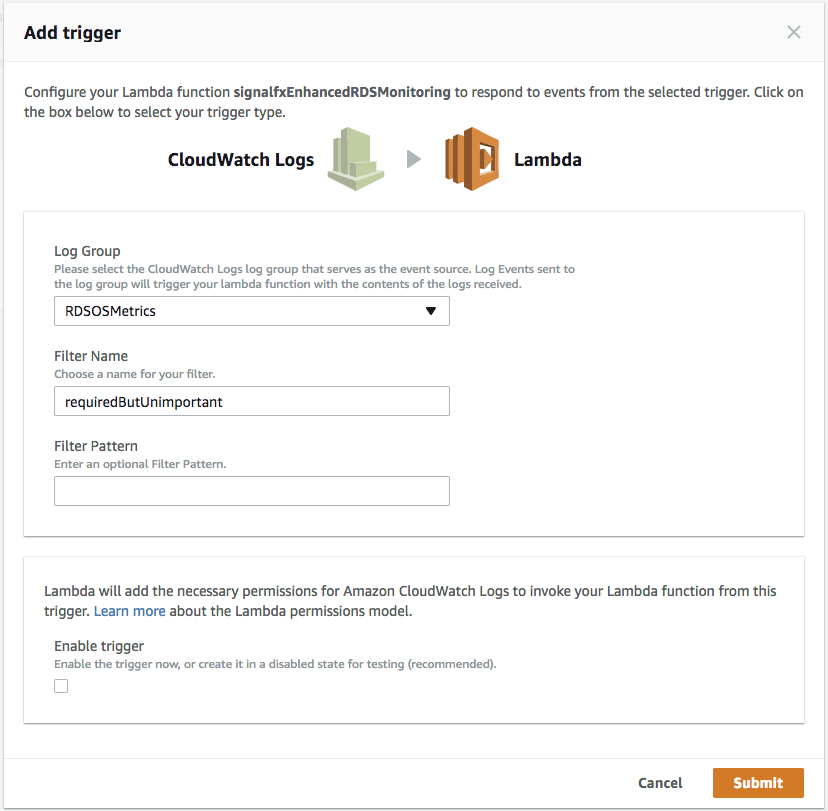 Add trigger
Configure your Lambda function signalfxEnhancedRDSMonitoring to respond to events from the selected trigger. Click on
the box below to select your trigger type.
CloudWatch Logs
Lambda
Log Group
Please select the CloudWatch Logs log group that serves as the event source. Log Events sent to
the log group will trigger your lambda function with the contents of the logs received.
RDSOSMetrics
Filter Name
Choose a name for your filter.
requiredButUnimportant
Filter Pattern
Enter an optional Filter Pattern.
Lambda will add the necessary permissions for Amazon CloudWatch Logs to invoke your Lambda function from this
trigger. Learn more about the Lambda permissions model.
Enable trigger
Enable the trigger now, or create it in a disabled state for testing (recommended).
Cancel
Submit